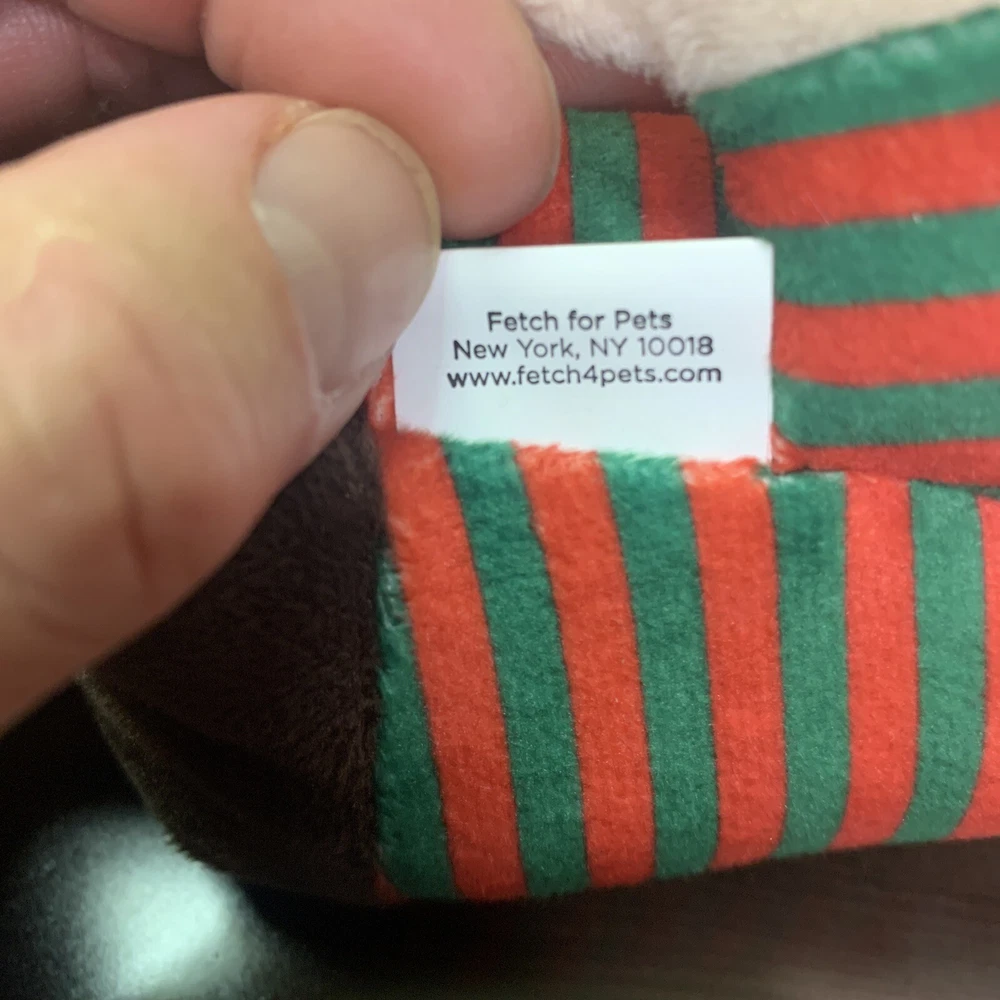 Fetch for Pets
New York, NY 10018
www.fetch4pets.com